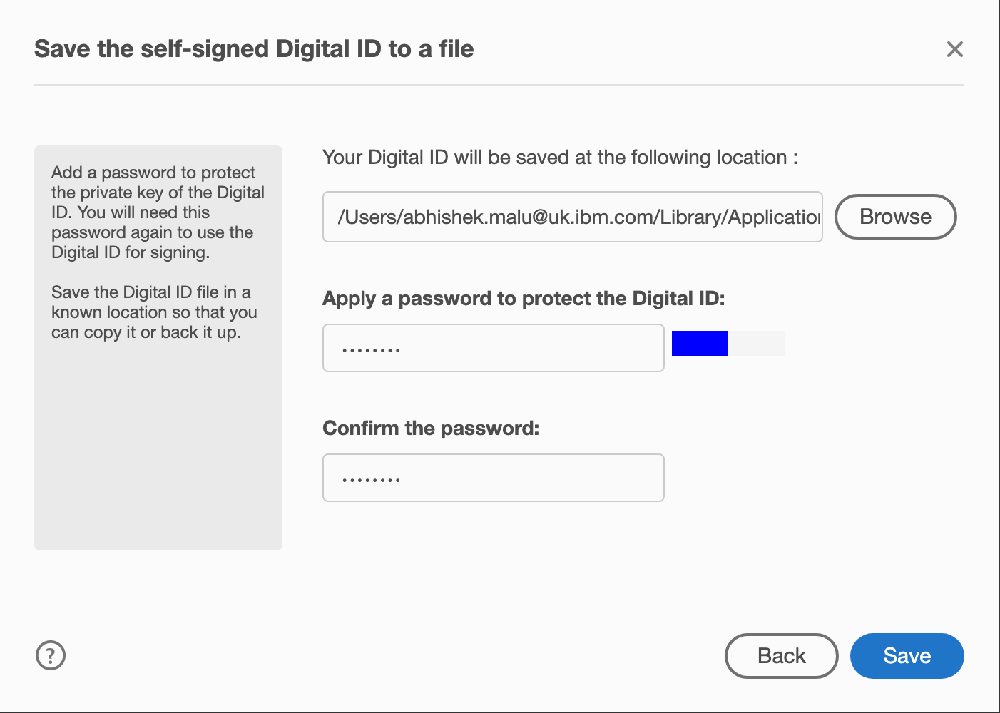 Save the self-signed Digital ID to a file
Add a password to protect
the private key of the Digital
ID. You will need this
password again to use the
Digital ID for signing.
Save the Digital ID file in a
known location so that you
can copy it or back it up.
Your Digital ID will be saved at the following location :
/Users/abhishek.malu@uk.ibm.com/Library/Application
Browse
Apply a password to protect the Digital ID:
........
Confirm the password:
........
?
Back
Save